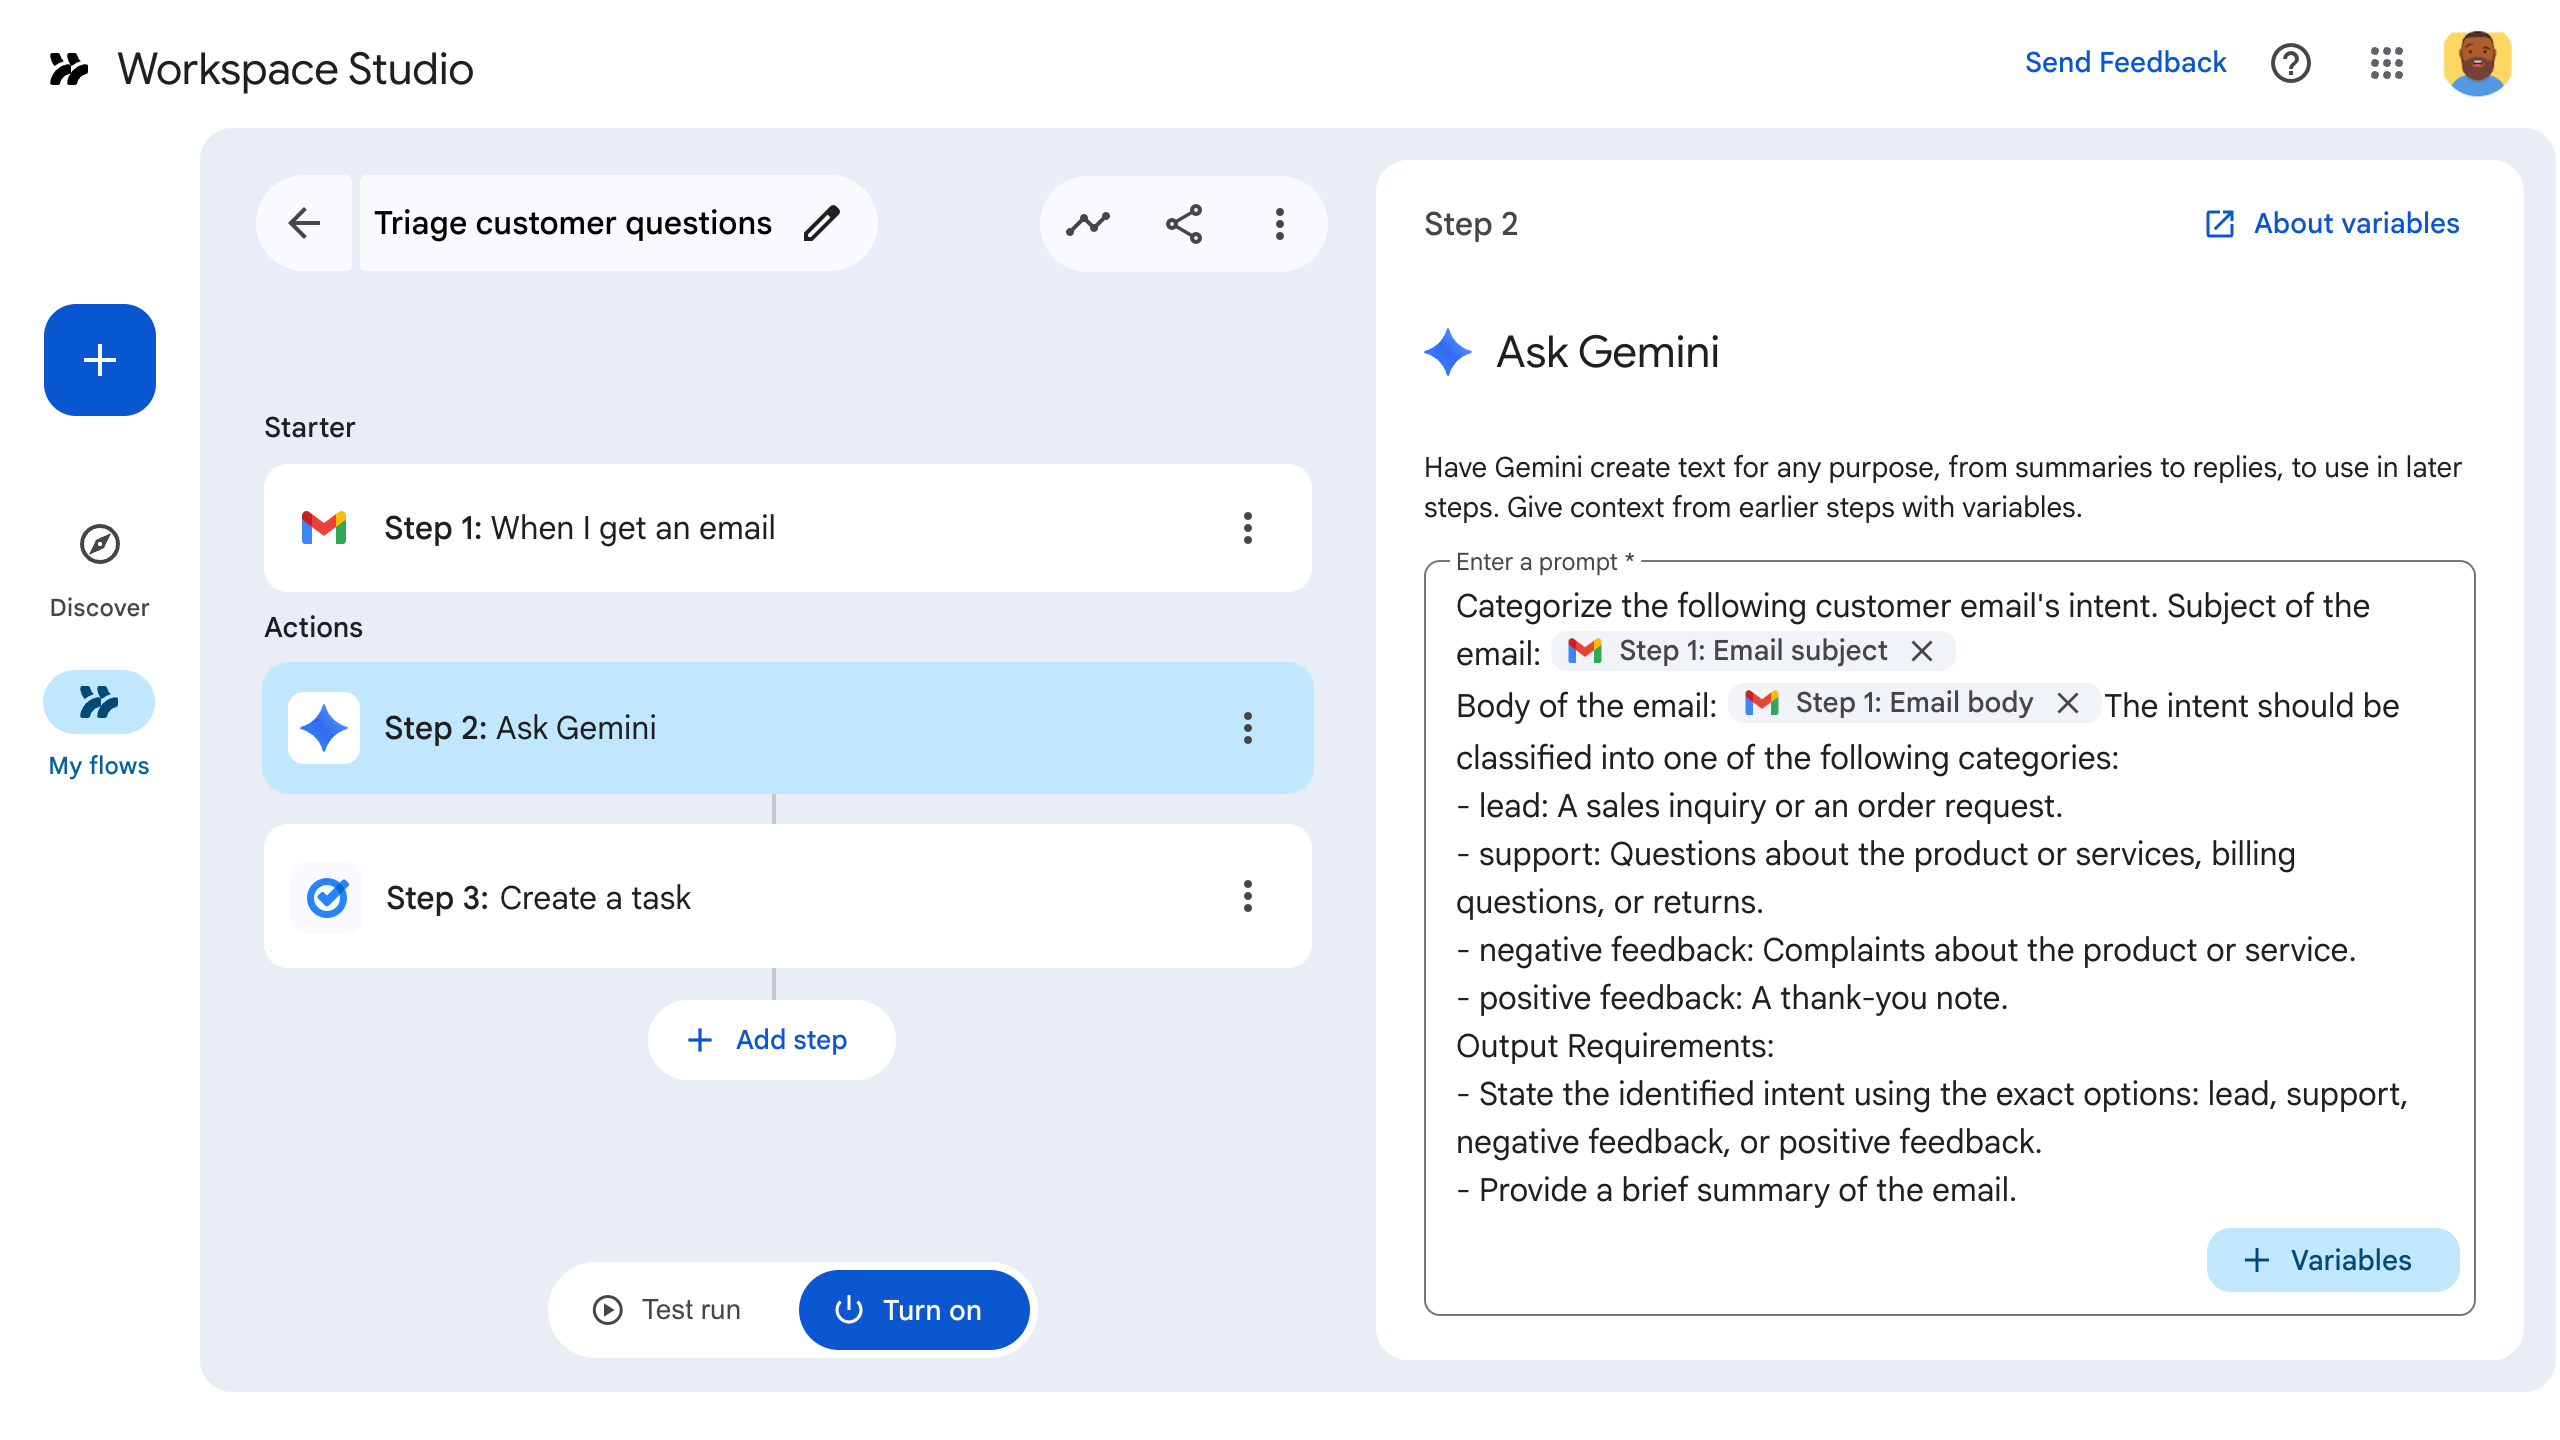 Workspace Studio
Send Feedback
Triage customer questions
Discover
My flows
Starter
Step 1: When I get an email
Actions
Step 2: Ask Gemini
Step 3: Create a task
Add step
Test run
Turn on
Step 2
About variables
Ask Gemini
Have Gemini create text for any purpose, from summaries to replies, to use in later
steps. Give context from earlier steps with variables.
Enter a prompt *
Categorize the following customer email's intent. Subject of the
email: Step 1: Email subject
Body of the email: Step 1: Email body The intent should be
classified into one of the following categories:
- lead: A sales inquiry or an order request.
- support: Questions about the product or services, billing
questions, or returns.
- negative feedback: Complaints about the product or service.
- positive feedback: A thank-you note.
Output Requirements:
- State the identified intent using the exact options: lead, support,
negative feedback, or positive feedback.
- Provide a brief summary of the email.
Variables